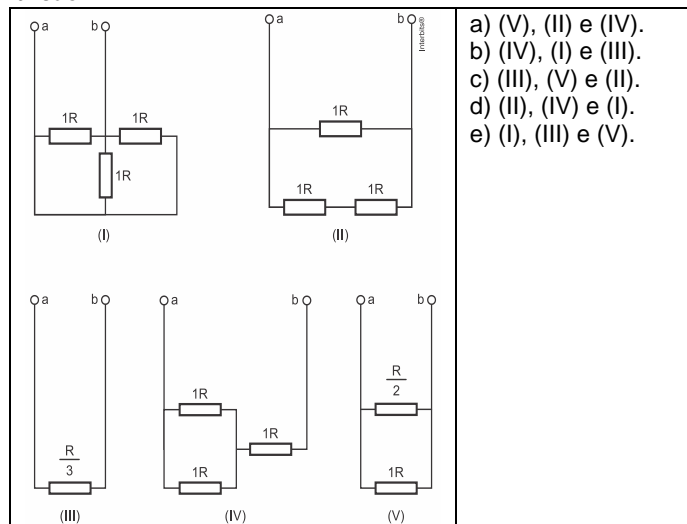 a
b
1R
1R
1R
(I)
a
b
Interbits®
1R
1R
1R
(II)
a
b
R
3
(III)
a
b
1R
1R
1R
(IV)
a
b
R
2
1R
(V)
a) (V), (II) e (IV).
b) (IV), (I) e (III).
c) (III), (V) e (II).
d) (II), (IV) e (I).
e) (I), (III) e (V).